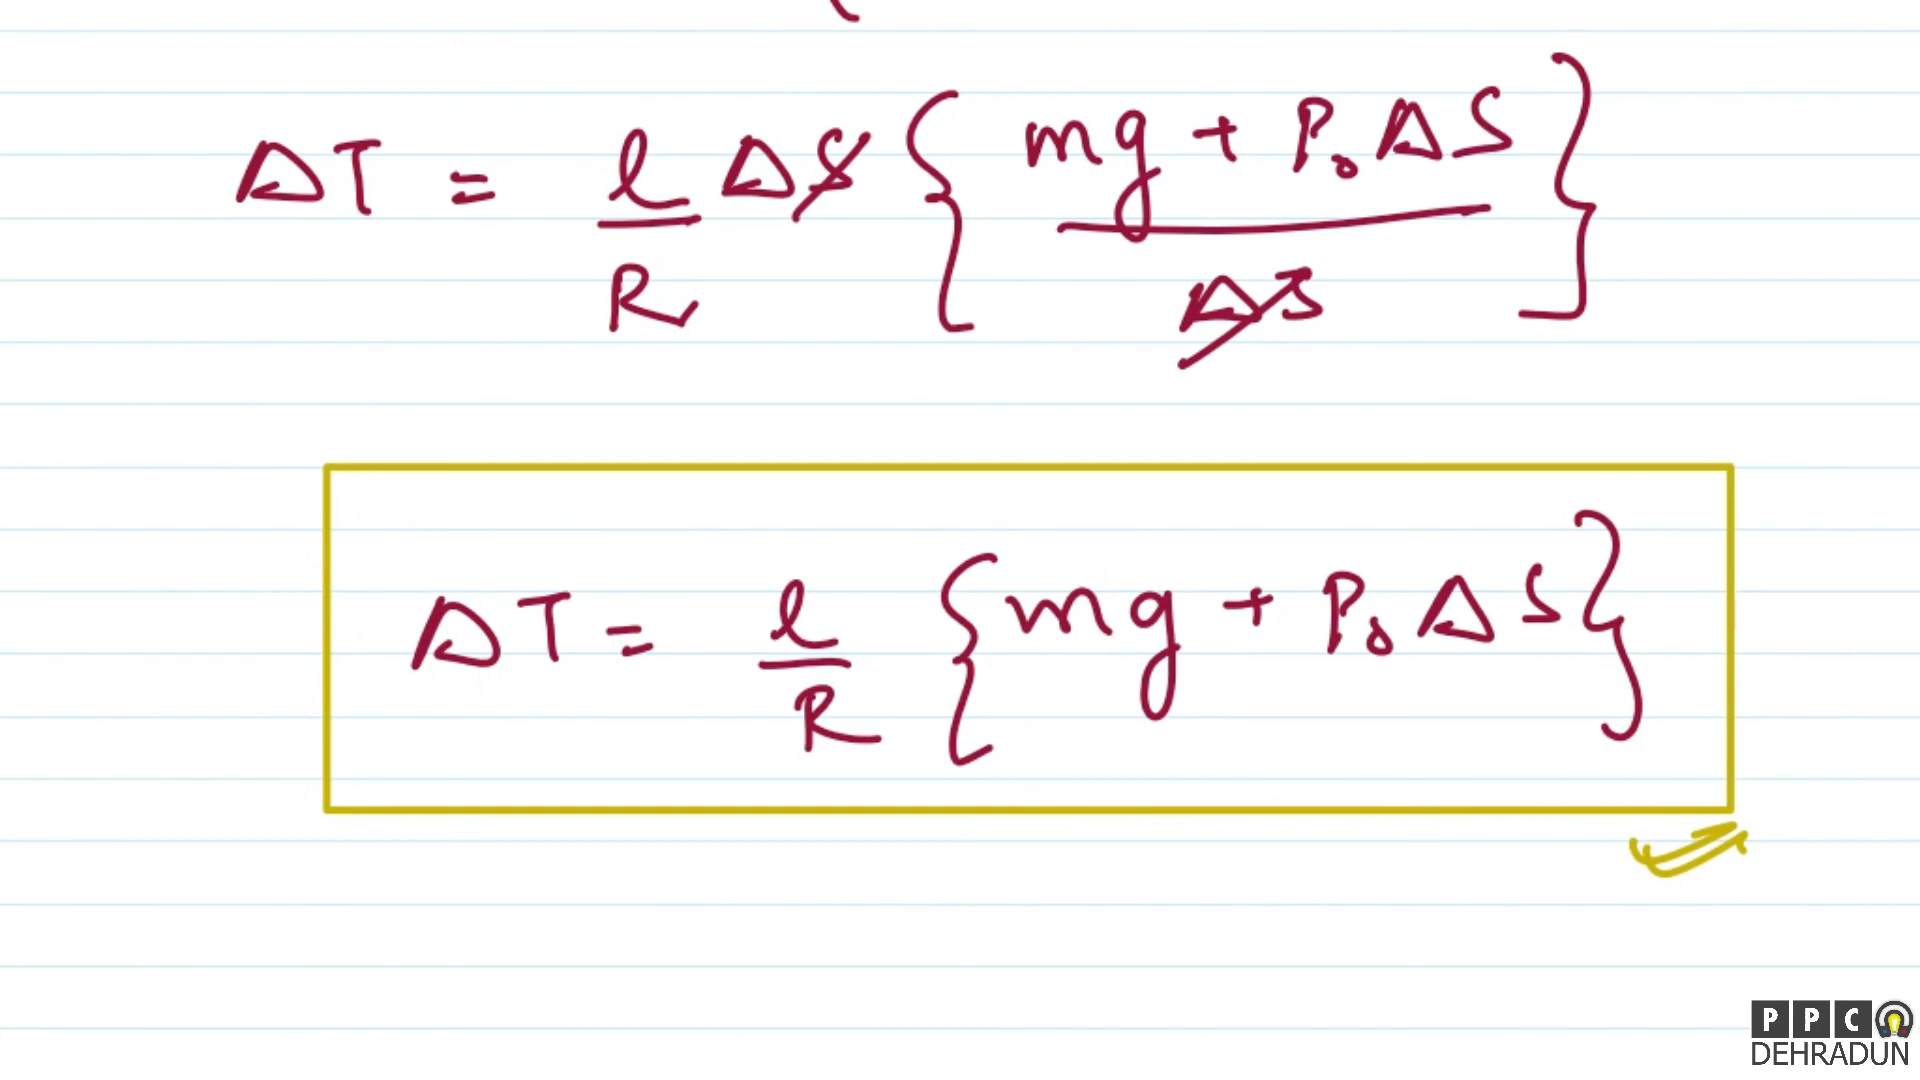 ΔT = l/R ΔS { (mg + P₀ΔS) / ΔS }
ΔT = l/R { mg + P₀ΔS }
PPC
DEHRADUN